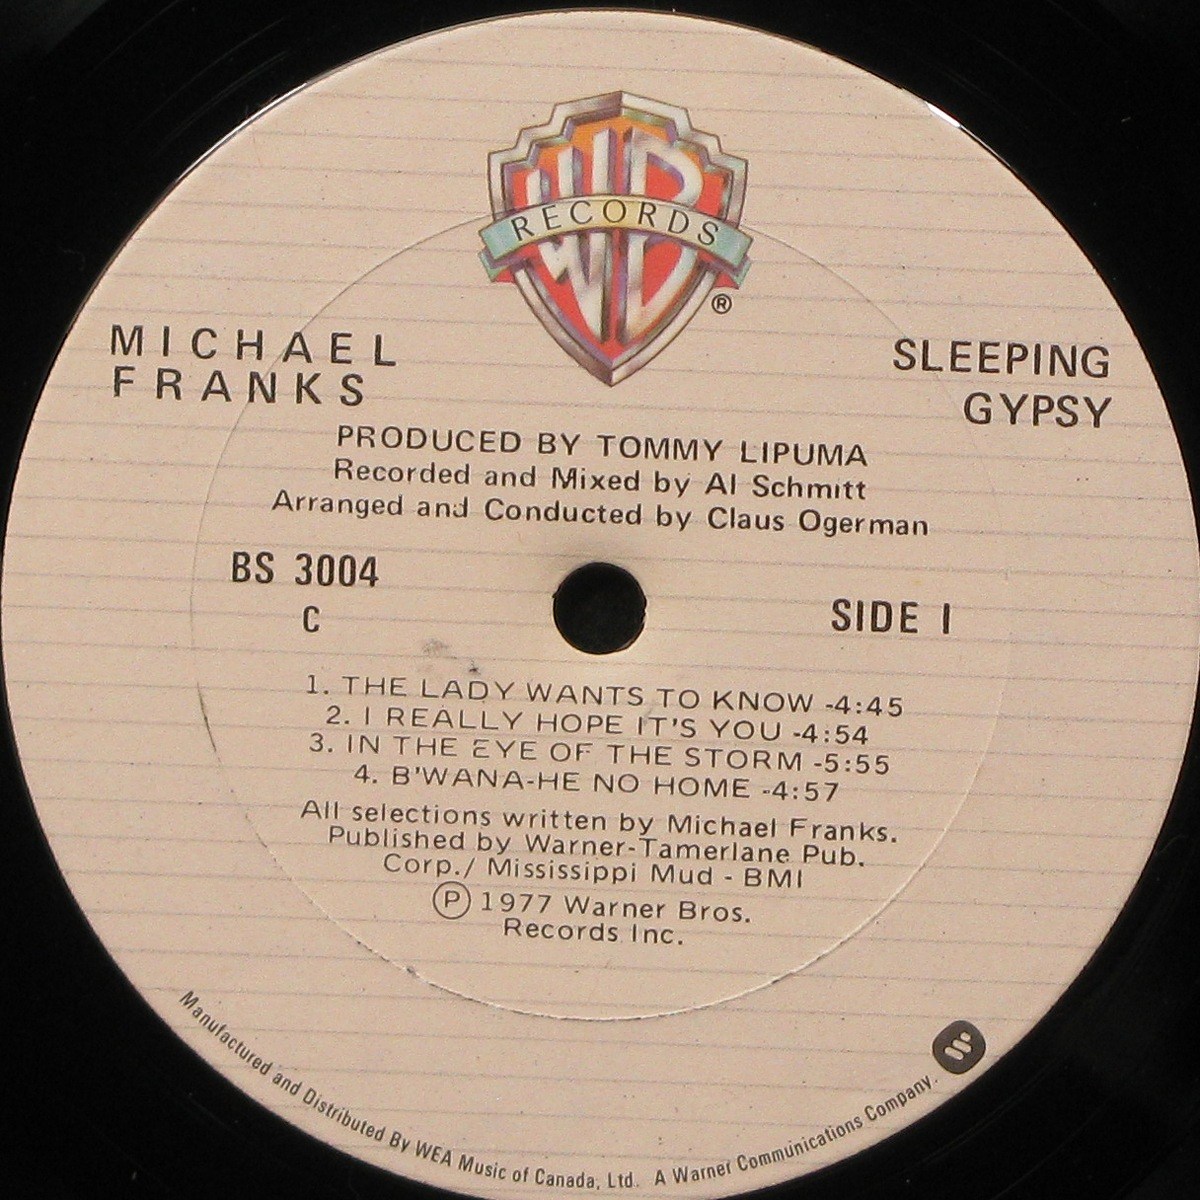 WB
RECORDS
®
MICHAEL
FRANKS
SLEEPING
GYPSY
PRODUCED BY TOMMY LIPUMA
Recorded and Mixed by Al Schmitt
Arranged and Conducted by Claus Ogerman
BS 3004
C
SIDE 1
1. THE LADY WANTS TO KNOW -4:45
2. I REALLY HOPE IT'S YOU -4:54
3. IN THE EYE OF THE STORM -5:55
4. B'WANA-HE NO HOME -4:57
All selections written by Michael Franks.
Published by Warner-Tamerlane Pub.
Corp./ Mississippi Mud - BMI
Ⓟ 1977 Warner Bros.
Records Inc.
Manufactured and Distributed By WEA Music of Canada, Ltd. A Warner Communications Company.